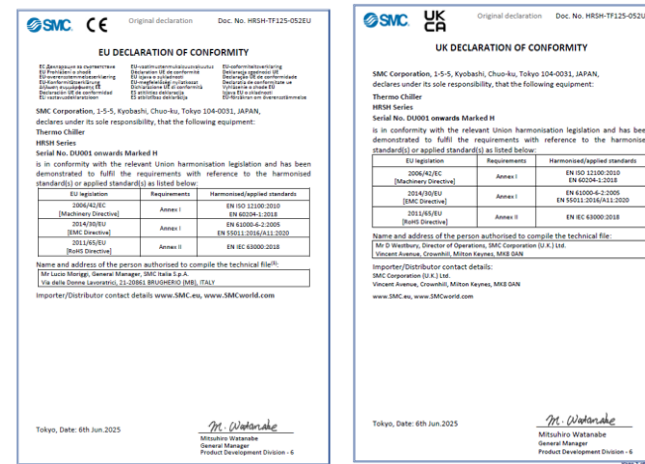 SMC
CE
Original declaration
Doc. No. HRSH-TF125-052EU
EU DECLARATION OF CONFORMITY
SMC Corporation, 1-5-5, Kyobashi, Chuo-ku, Tokyo 104-0031, JAPAN,
declares under its sole responsibility, that the following equipment:
Thermo Chiller
HRSH Series
Serial No. DU001 onwards Marked H
is in conformity with the relevant Union harmonisation legislation and has been
demonstrated to fulfil the requirements with reference to the harmonised
standard(s) or applied standard(s) as listed below:
EU legislation Requirements Harmonised/applied standards
2006/42/EC
[Machinery Directive]
Annex I
EN ISO 12100:2010
EN 60204-1:2018
2014/30/EU
[EMC Directive]
Annex I
EN 61000-6-2:2005
EN 55011:2016/A11:2020
2011/65/EU
[RoHS Directive]
Annex II
EN IEC 63000:2018
Name and address of the person authorised to compile the technical file
Mr Lucio Moriggi, General Manager, SMC Italia S.p.A.
Via delle Donne Lavoratrici, 21-20861 BRUGHERIO (MB), ITALY
Importer/Distributor contact details www.SMC.eu, www.SMCworld.com
Tokyo, Date: 6th Jun.2025
M. Watanabe
Mitsuhiro Watanabe
General Manager
Product Development Division - 6
SMC
UK
CA
Original declaration
Doc. No. HRSH-TF125-052U
UK DECLARATION OF CONFORMITY
SMC Corporation, 1-5-5, Kyobashi, Chuo-ku, Tokyo 104-0031, JAPAN,
declares under its sole responsibility, that the following equipment:
Thermo Chiller
HRSH Series
Serial No. DU001 onwards Marked H
is in conformity with the relevant Union harmonisation legislation and has bee
demonstrated to fulfil the requirements with reference to the harmonise
standard(s) or applied standard(s) as listed below:
EU legislation Requirements Harmonised/applied standards
2006/42/EC
[Machinery Directive]
Annex I
EN ISO 12100:2010
EN 60204-1:2018
2014/30/EU
[EMC Directive]
Annex I
EN 61000-6-2:2005
EN 55011:2016/A11:2020
2011/65/EU
[RoHS Directive]
Annex II
EN IEC 63000:2018
Name and address of the person authorised to compile the technical file:
Mr D Westbury, Director of Operations, SMC Corporation (U.K.) Ltd.
Vincent Avenue, Crownhill, Milton Keynes, MK8 0AN
Importer/Distributor contact details:
SMC Corporation (U.K.) Ltd.
Vincent Avenue, Crownhill, Milton Keynes, MK8 0AN
www.SMC.eu, www.SMCworld.com
Tokyo, Date: 6th Jun.2025
M. Watanabe
Mitsuhiro Watanabe
General Manager
Product Development Division - 6